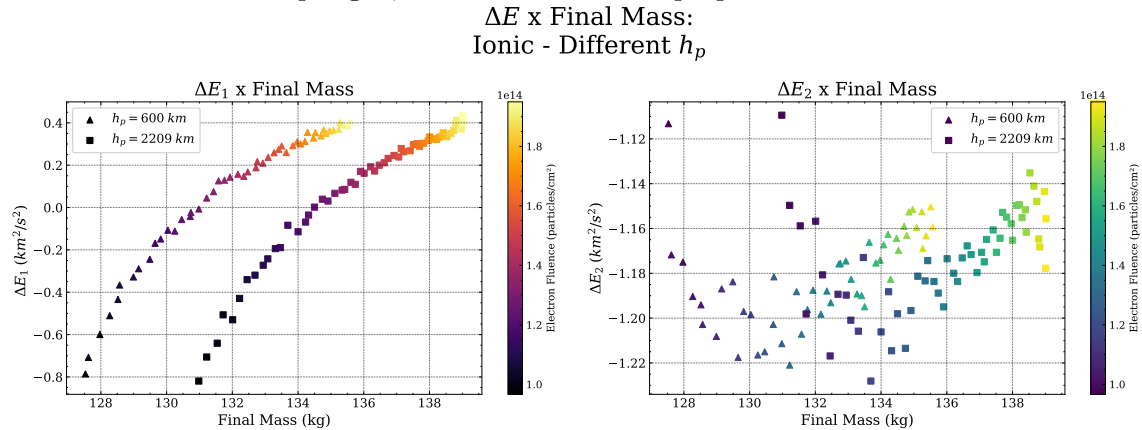 ΔE x Final Mass:
Ionic - Different hₚ
ΔE₁ x Final Mass
1e14
hₚ = 600 km
hₚ = 2209 km
0.4
0.2
0.0
−0.2
−0.4
−0.6
−0.8
ΔE₁ (km²/s²)
128
130
132
134
136
138
Final Mass (kg)
1.8
1.6
1.4
1.2
1.0
Electron Fluence (particles/cm²)
ΔE₂ x Final Mass
1e14
hₚ = 600 km
hₚ = 2209 km
−1.12
−1.14
−1.16
−1.18
−1.20
−1.22
ΔE₂ (km²/s²)
128
130
132
134
136
138
Final Mass (kg)
1.8
1.6
1.4
1.2
1.0
Electron Fluence (particles/cm²)